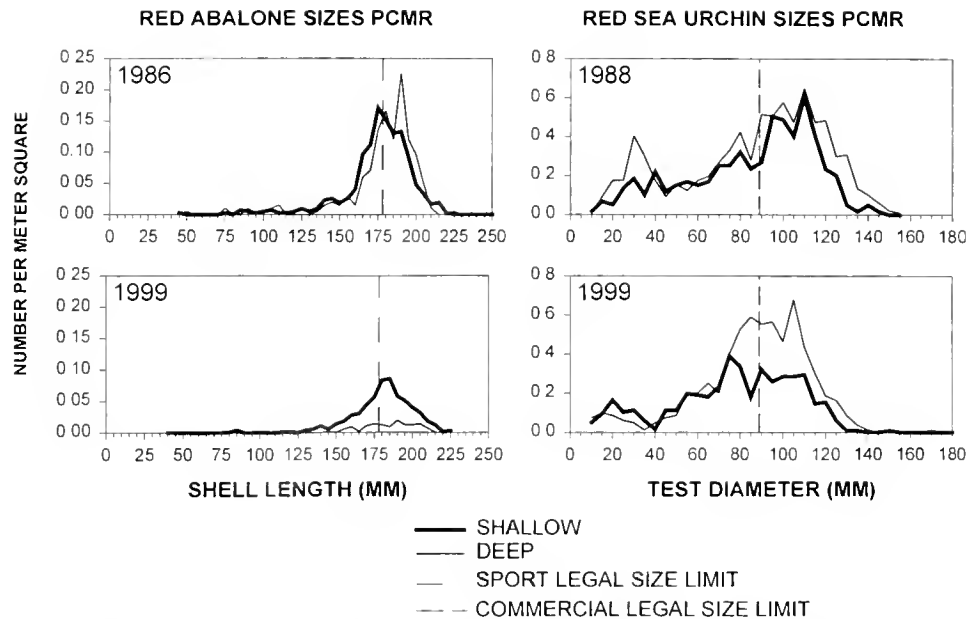 RED ABALONE SIZES PCMR
RED SEA URCHIN SIZES PCMR
NUMBER PER METER SQUARE
1986
0 25
0 20
0 15
0 10
0 05
0 00
0 25 50 75 100 125 150 175 200 225 250
1988
0 8
0 6
0 4
0 2
0
0 20 40 60 80 100 120 140 160 180
1999
0 25
0 20
0 15
0 10
0 05
0 00
0 25 50 75 100 125 150 175 200 225 250
1999
0 8
0 6
0 4
0 2
0
0 20 40 60 80 100 120 140 160 180
SHELL LENGTH (MM)
TEST DIAMETER (MM)
SHALLOW
DEEP
SPORT LEGAL SIZE LIMIT
COMMERCIAL LEGAL SIZE LIMIT